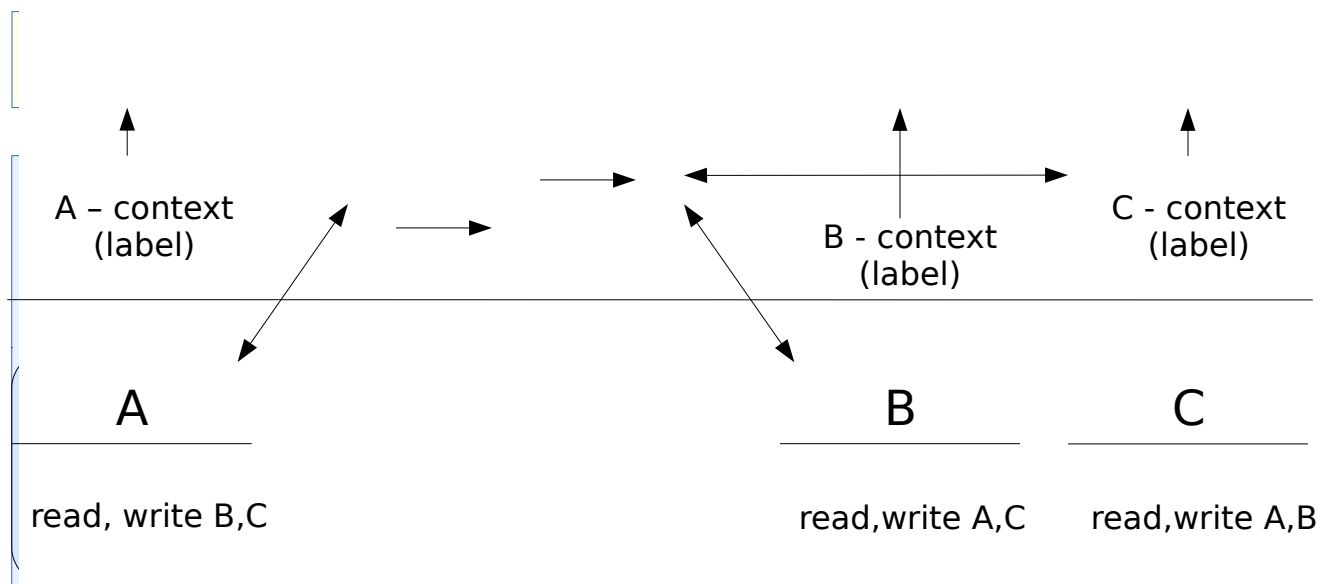 A – context
(label)
B - context
(label)
C - context
(label)
A
B
C
read, write B,C
read,write A,C
read,write A,B